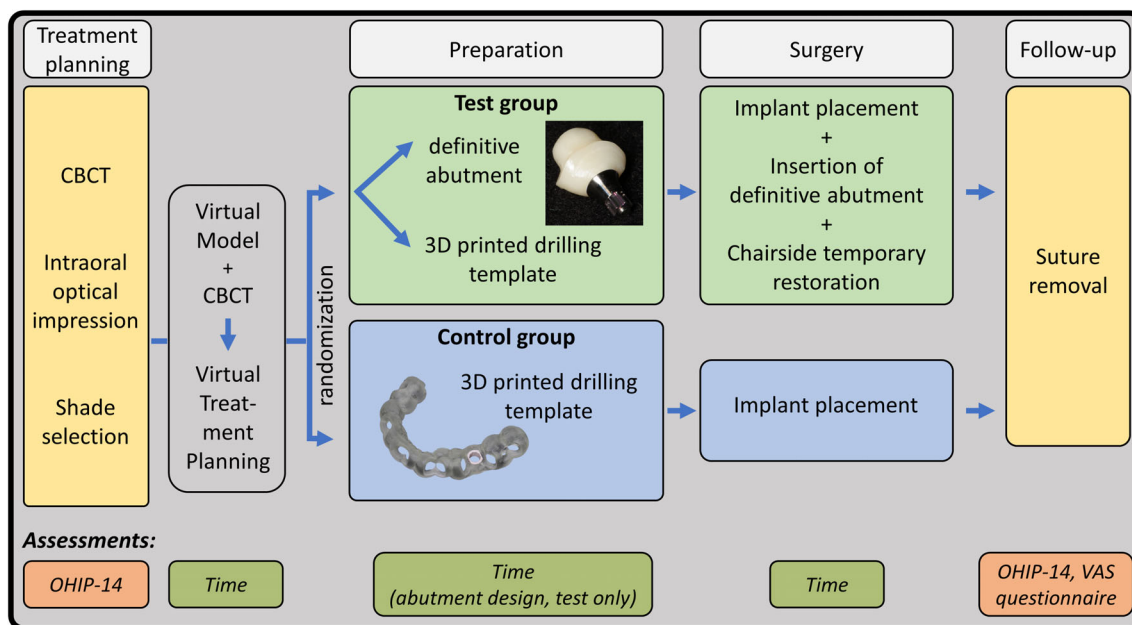 Treatment
planning
Preparation
Surgery
Follow-up
CBCT
Intraoral
optical
impression
Shade
selection
Virtual
Model
+
CBCT
Virtual
Treat-
ment
Planning
randomization
Test group
definitive
abutment
3D printed drilling
template
Control group
3D printed drilling
template
Implant placement
+
Insertion of
definitive abutment
+
Chairside temporary
restoration
Implant placement
Suture
removal
Assessments:
OHIP-14
Time
Time
(abutment design, test only)
Time
OHIP-14, VAS
questionnaire